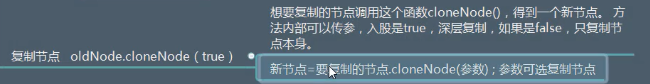 想要复制的节点调用这个函数cloneNode(),得到一个新节点。 方
法内部可以传参,入股是true,深层复制,如果是false,只复制节
点本身。
复制节点 oldNode.cloneNode(true)
新节点=要复制的节点.cloneNode(参数) ; 参数可选复制节点